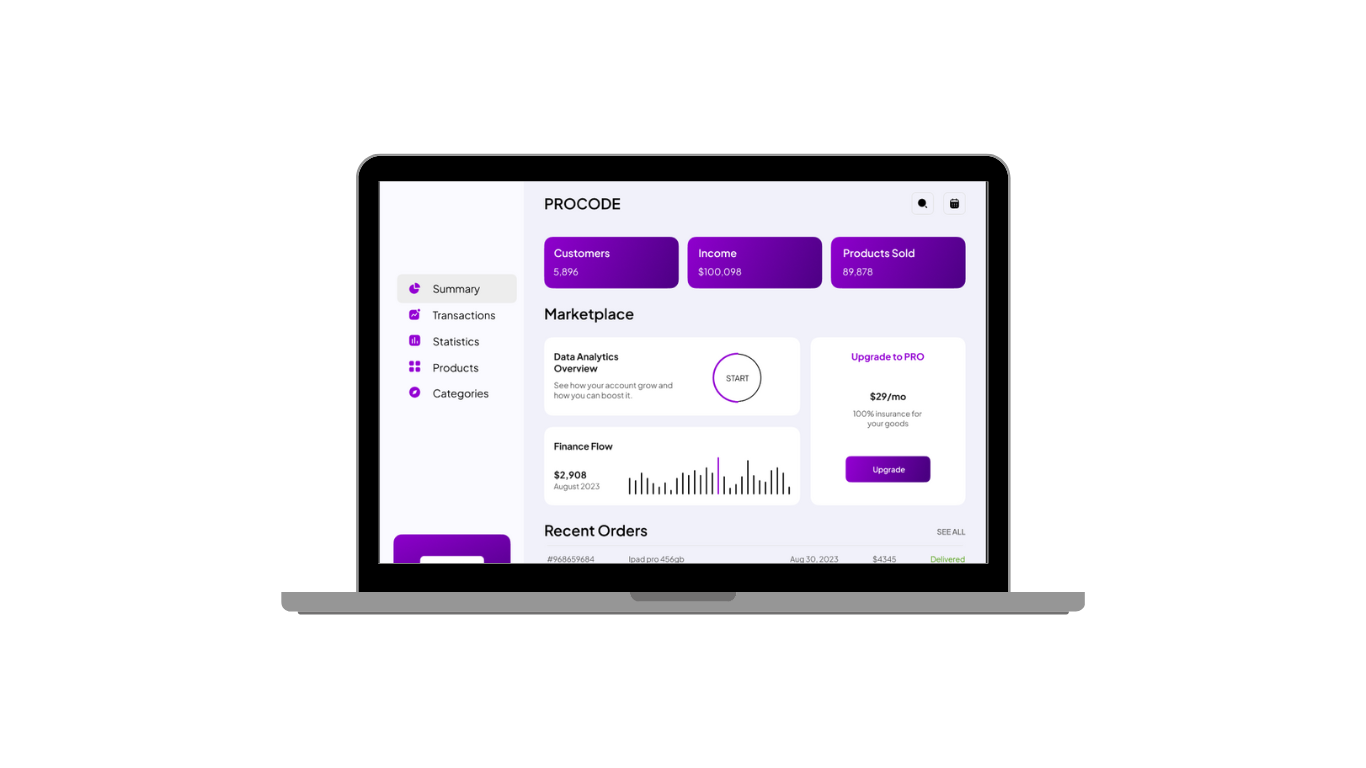 PROCODE
Summary
Transactions
Statistics
Products
Categories
Customers
5,896
Income
$100,098
Products Sold
89,878
Marketplace
Data Analytics
Overview
See how your account grow and
how you can boost it.
START
Finance Flow
$2,908
August 2023
Upgrade to PRO
$29/mo
100% insurance for
your goods
Upgrade
Recent Orders
SEE ALL
#968659684 Ipad pro 456gb Aug 30, 2023 $4345 Delivered